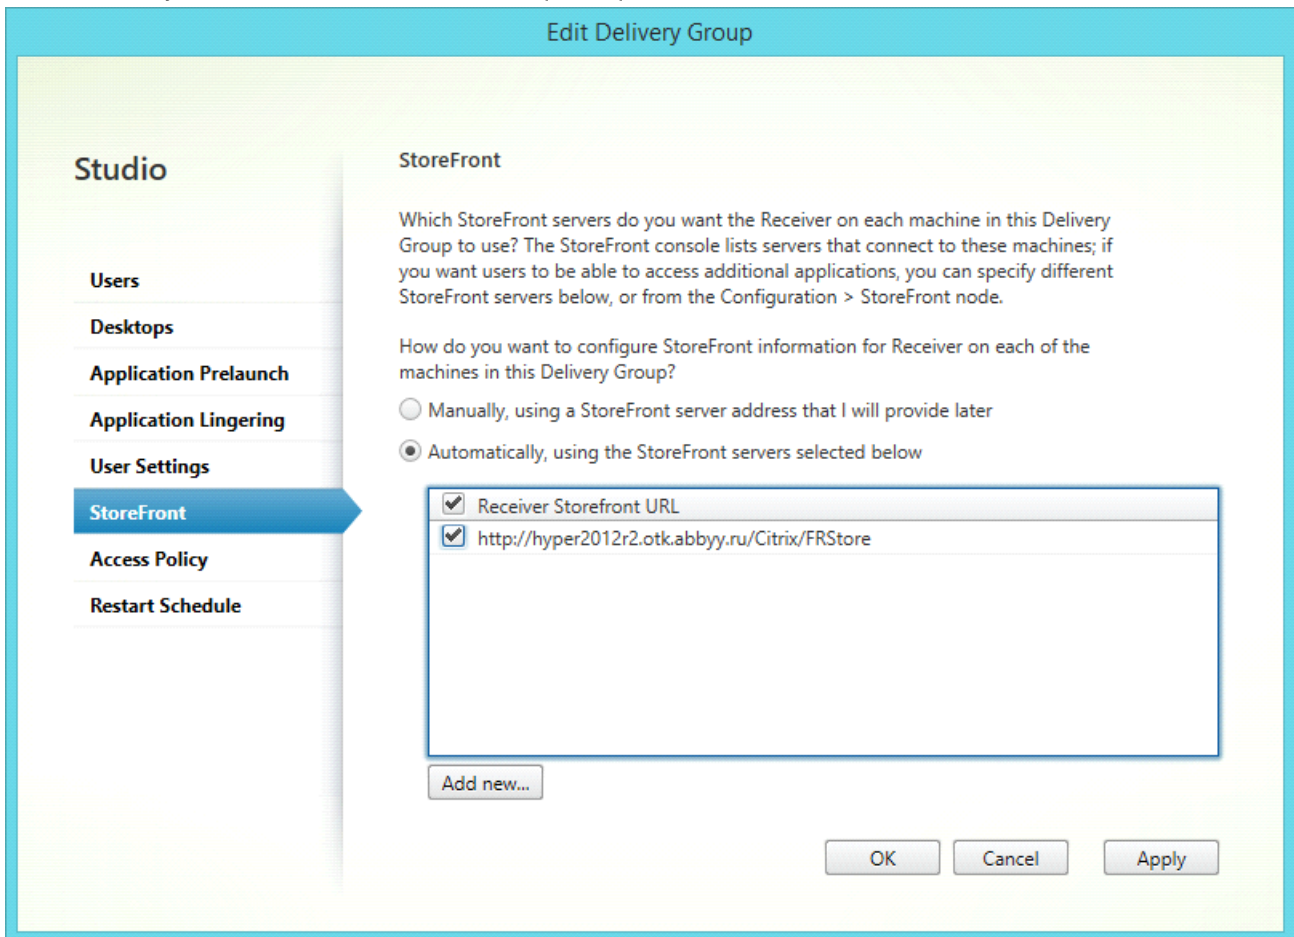 Edit Delivery Group
Studio
Users
Desktops
Application Prelaunch
Application Lingering
User Settings
StoreFront
Access Policy
Restart Schedule
StoreFront
Which StoreFront servers do you want the Receiver on each machine in this Delivery
Group to use? The StoreFront console lists servers that connect to these machines; if
you want users to be able to access additional applications, you can specify different
StoreFront servers below, or from the Configuration > StoreFront node.
How do you want to configure StoreFront information for Receiver on each of the
machines in this Delivery Group?
Manually, using a StoreFront server address that I will provide later
Automatically, using the StoreFront servers selected below
Receiver Storefront URL
http://hyper2012r2.otk.abbyy.ru/Citrix/FRStore
Add new...
OK Cancel Apply